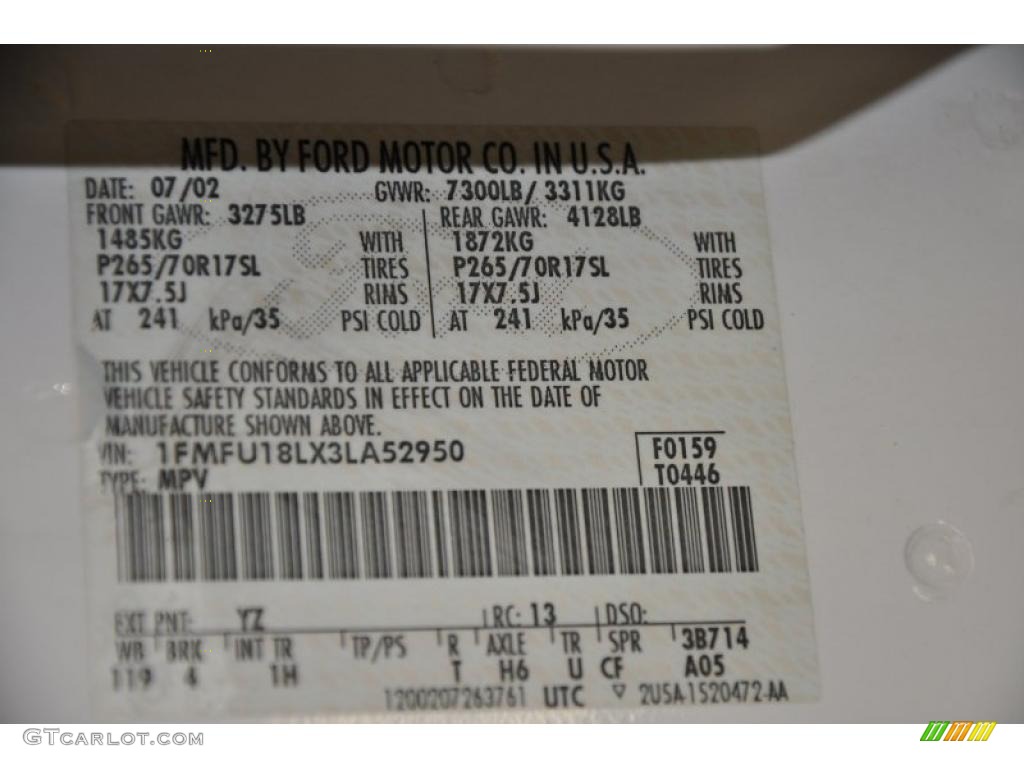 MFD. BY FORD MOTOR CO. IN U.S.A.
DATE: 07/02 GVWR: 7300LB/ 3311KG
FRONT GAWR: 3275LB REAR GAWR: 4128LB
1485KG WITH 1872KG WITH
P265/70R17SL TIRES P265/70R17SL TIRES
17X7.5J RIMS 17X7.5J RIMS
AT 241 kPa/35 PSI COLD AT 241 kPa/35 PSI COLD
THIS VEHICLE CONFORMS TO ALL APPLICABLE FEDERAL MOTOR
VEHICLE SAFETY STANDARDS IN EFFECT ON THE DATE OF
MANUFACTURE SHOWN ABOVE.
VIN: 1FMFU18LX3LA52950 F0159
TYPE: MPV T0446
EXT PNT: YZ RC: 13 DSO:
WB BRK INT TR TP/PS R AXLE TR SPR 3B714
119 4 1H T H6 U CF A05
1200207263761 UTC ▽ 2U5A-1520472-AA
GTCARLOT.COM